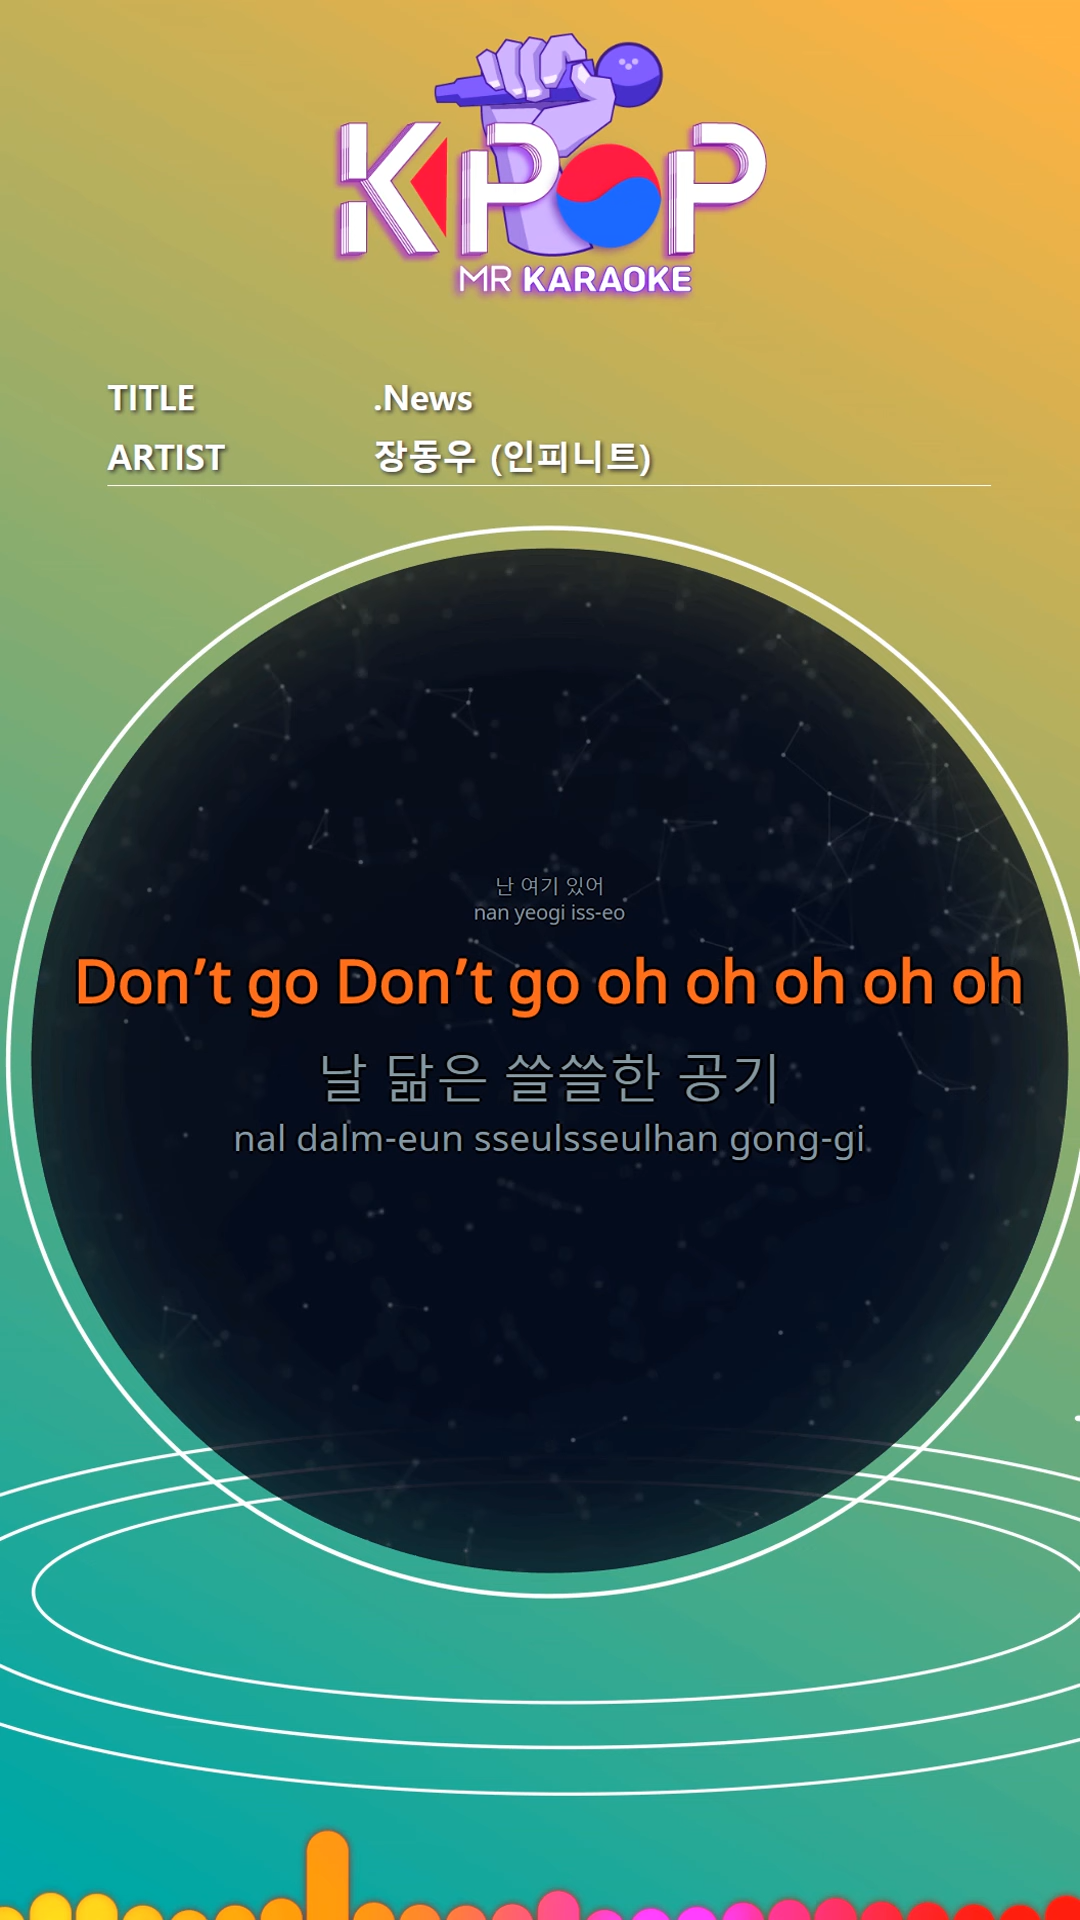 KPOP
MR KARAOKE
TITLE .News
ARTIST 장동우 (인피니트)
난 여기 있어
nan yeogi iss-eo
Don’t go Don’t go oh oh oh oh oh
날 닮은 쓸쓸한 공기
nal dalm-eun sseulsseulhan gong-gi